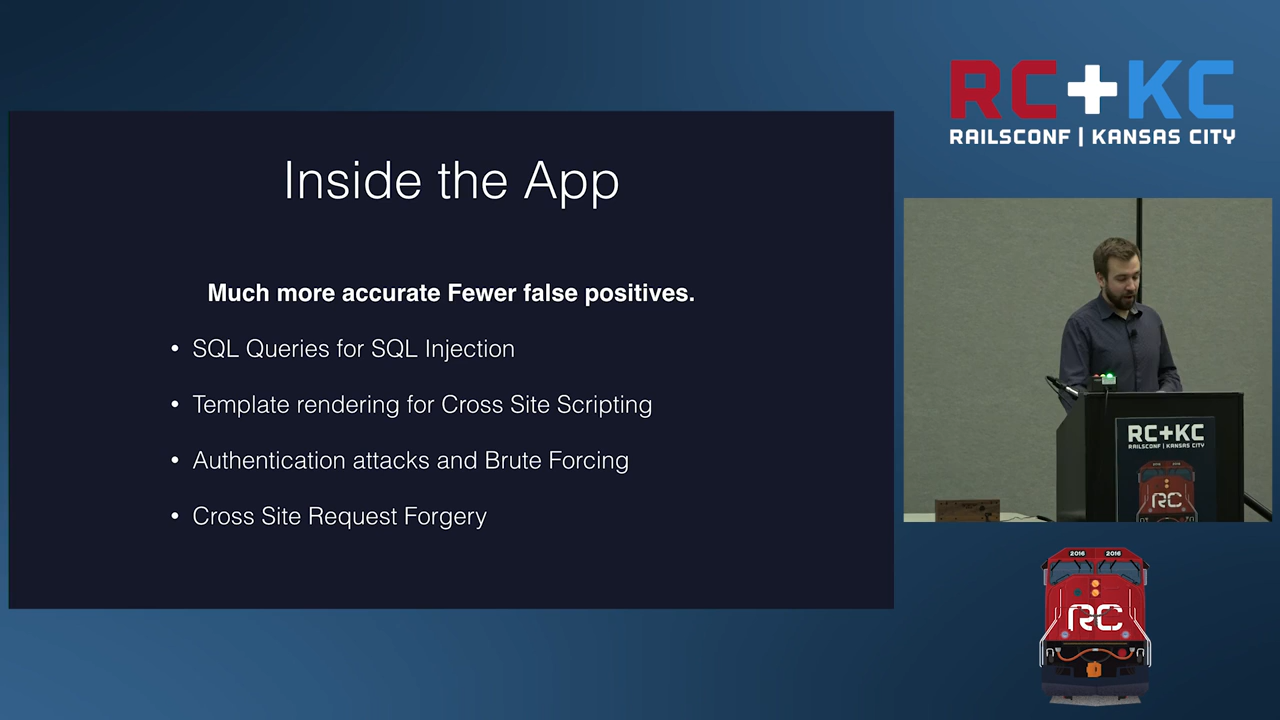 RC+KC
RAILSCONF | KANSAS CITY
Inside the App
Much more accurate Fewer false positives.
• SQL Queries for SQL Injection
• Template rendering for Cross Site Scripting
• Authentication attacks and Brute Forcing
• Cross Site Request Forgery
RC+KC
RAILSCONF | KANSAS CITY
RC
2016 2016
RC